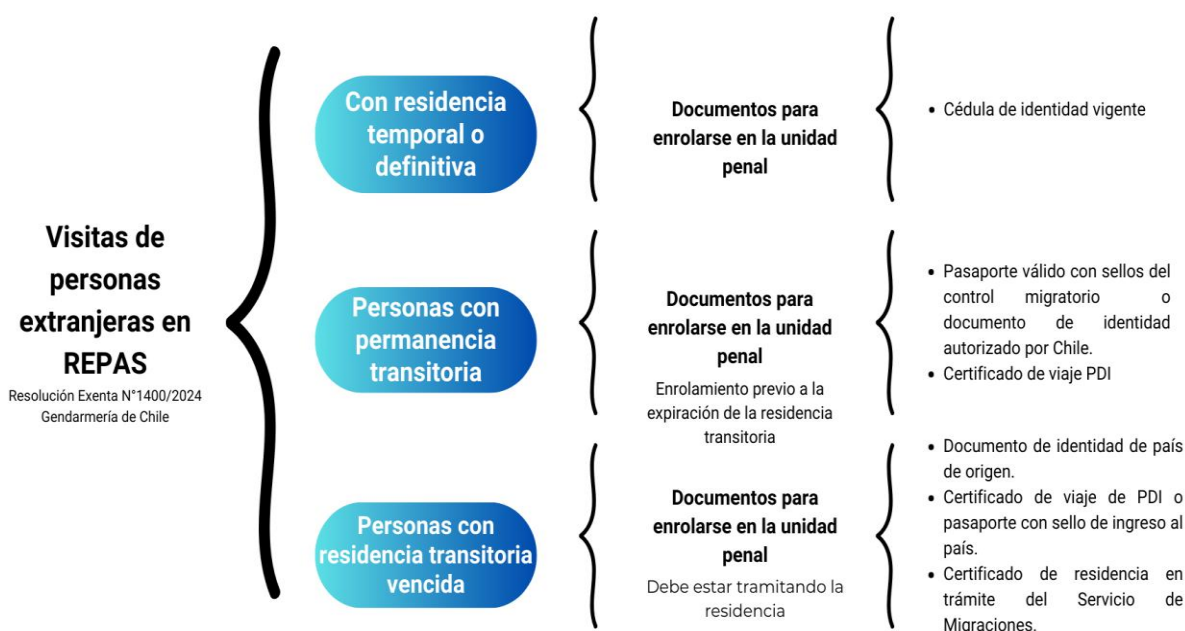 Visitas de
personas
extranjeras en
REPAS
Resolución Exenta N°1400/2024
Gendarmería de Chile
Con residencia
temporal o
definitiva
Documentos para
enrolarse en la unidad
penal
• Cédula de identidad vigente
Personas con
permanencia
transitoria
Documentos para
enrolarse en la unidad
penal
Enrolamiento previo a la
expiración de la residencia
transitoria
• Pasaporte válido con sellos del
control migratorio o
documento de identidad
autorizado por Chile.
• Certificado de viaje PDI
Personas con
residencia transitoria
vencida
Documentos para
enrolarse en la unidad
penal
Debe estar tramitando la
residencia
• Documento de identidad de país
de origen.
• Certificado de viaje de PDI o
pasaporte con sello de ingreso al
país.
• Certificado de residencia en
trámite del Servicio de
Migraciones.